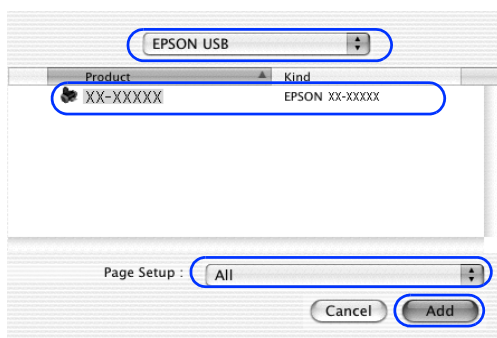 EPSON USB
Product Kind
XX-XXXXX EPSON XX-XXXXX
Page Setup : All
Cancel Add